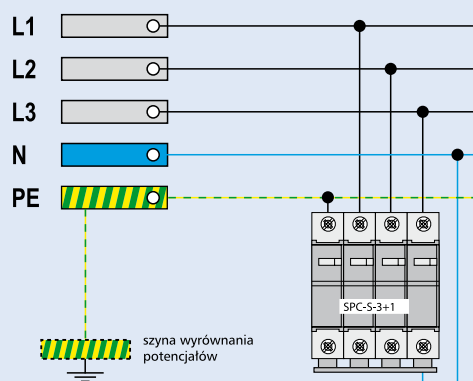 L1
L2
L3
N
PE
SPC-S-3+1
szyna wyrównania
potencjałów